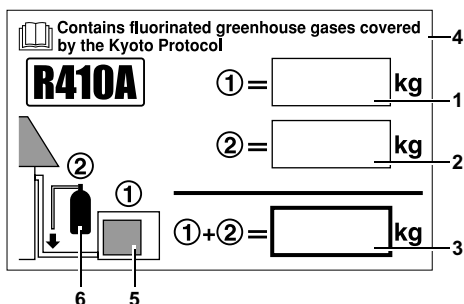 Contains fluorinated greenhouse gases covered
by the Kyoto Protocol
4
R410A
①= kg
1
②= kg
2
②
①
①+②= kg
3
6 5